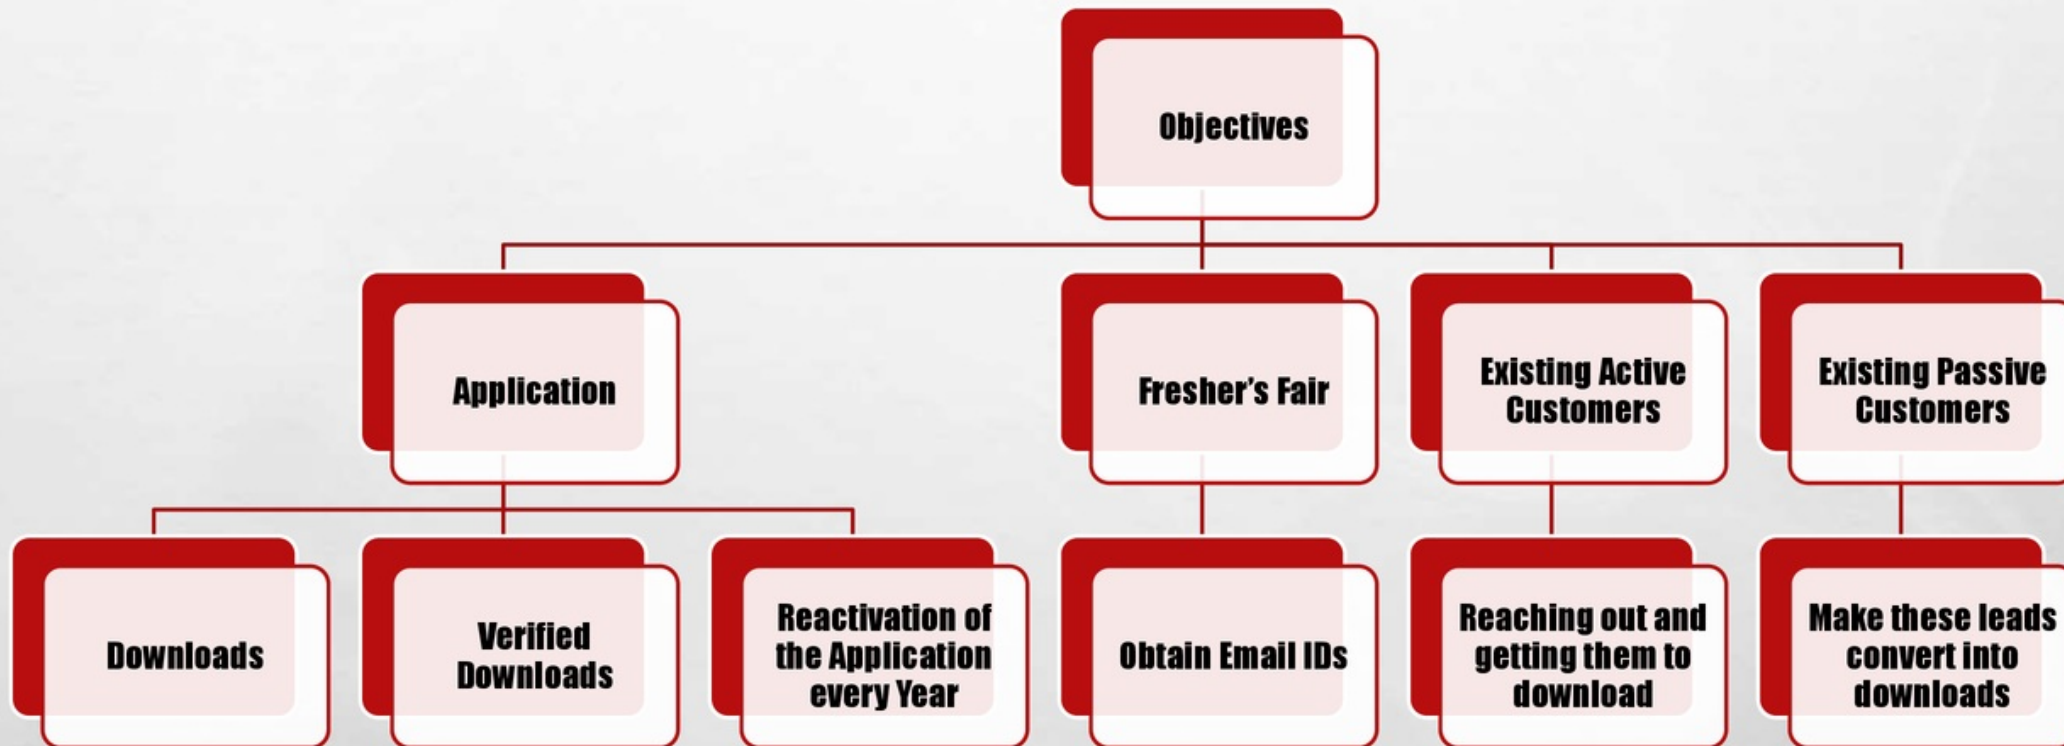 Objectives
Application
Fresher’s Fair
Existing Active
Customers
Existing Passive
Customers
Downloads
Verified
Downloads
Reactivation of
the Application
every Year
Obtain Email IDs
Reaching out and
getting them to
download
Make these leads
convert into
downloads